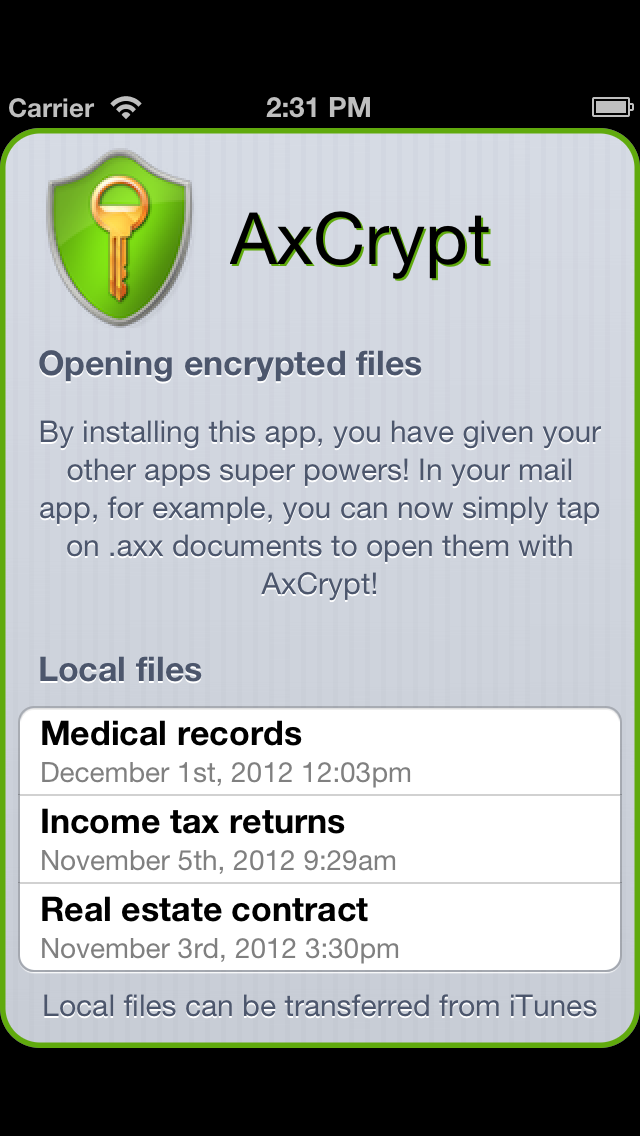 Carrier 2:31 PM
AxCrypt
Opening encrypted files
By installing this app, you have given your
other apps super powers! In your mail
app, for example, you can now simply tap
on .axx documents to open them with
AxCrypt!
Local files
Medical records
December 1st, 2012 12:03pm
Income tax returns
November 5th, 2012 9:29am
Real estate contract
November 3rd, 2012 3:30pm
Local files can be transferred from iTunes